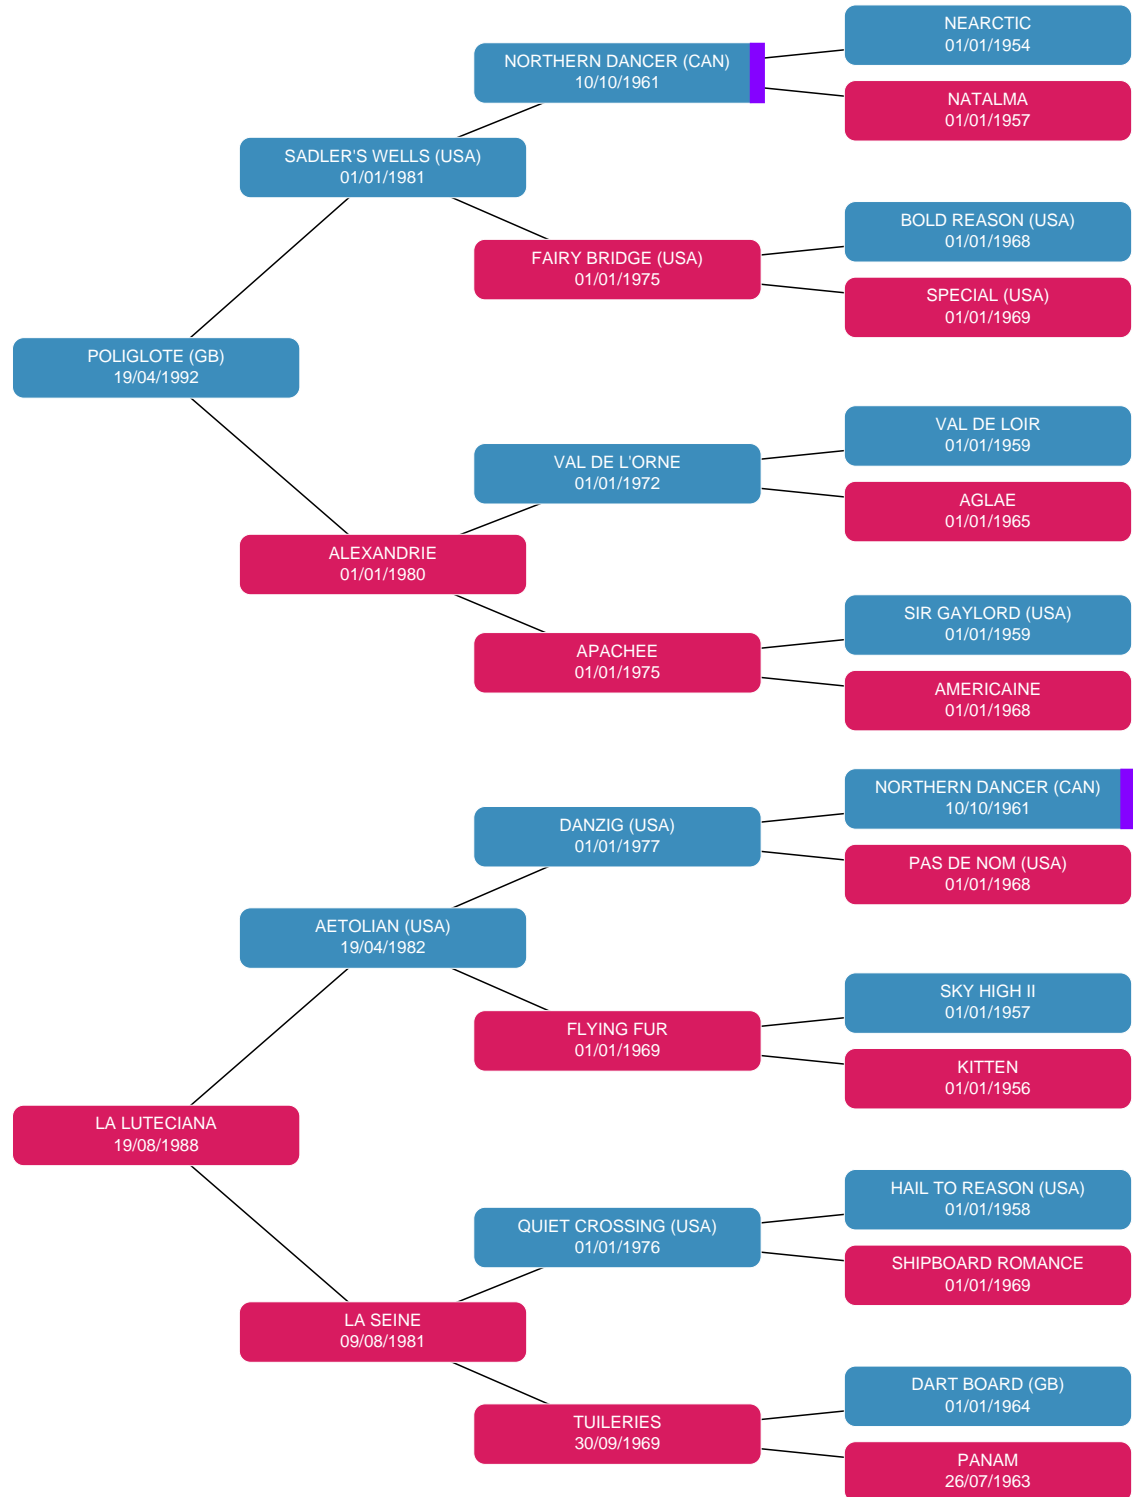 NEARCTIC
01/01/1954
NORTHERN DANCER (CAN)
10/10/1961
NATALMA
01/01/1957
SADLER'S WELLS (USA)
01/01/1981
BOLD REASON (USA)
01/01/1968
FAIRY BRIDGE (USA)
01/01/1975
SPECIAL (USA)
01/01/1969
POLIGLOTE (GB)
19/04/1992
VAL DE LOIR
01/01/1959
VAL DE L'ORNE
01/01/1972
AGLAE
01/01/1965
ALEXANDRIE
01/01/1980
SIR GAYLORD (USA)
01/01/1959
APACHEE
01/01/1975
AMERICAINE
01/01/1968
NORTHERN DANCER (CAN)
10/10/1961
DANZIG (USA)
01/01/1977
PAS DE NOM (USA)
01/01/1968
AETOLIAN (USA)
19/04/1982
SKY HIGH II
01/01/1957
FLYING FUR
01/01/1969
KITTEN
01/01/1956
LA LUTECIANA
19/08/1988
HAIL TO REASON (USA)
01/01/1958
QUIET CROSSING (USA)
01/01/1976
SHIPBOARD ROMANCE
01/01/1969
LA SEINE
09/08/1981
DART BOARD (GB)
01/01/1964
TUILERIES
30/09/1969
PANAM
26/07/1963